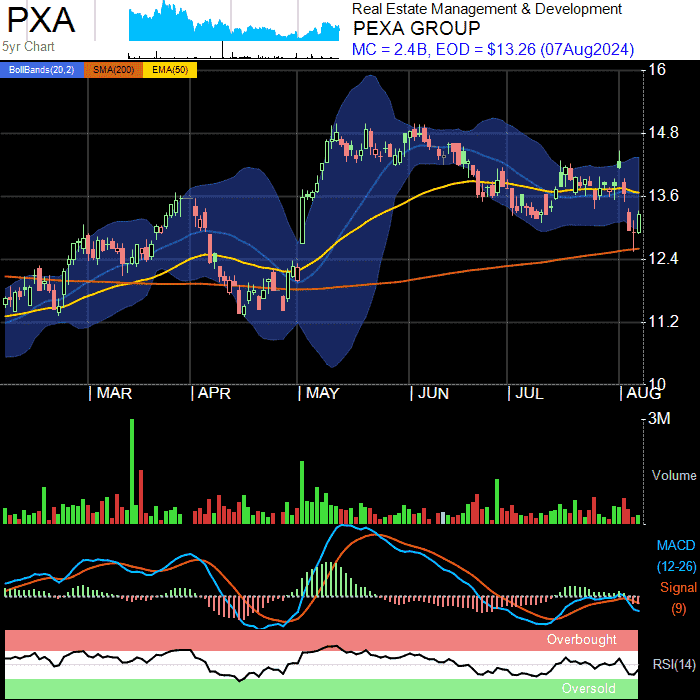 PXA
5yr Chart
Real Estate Management & Development
PEXA GROUP
MC = 2.4B, EOD = $13.26 (07Aug2024)
BollBands(20,2) SMA(200) EMA(50)
16
14.8
13.6
12.4
11.2
10
| MAR | APR | MAY | JUN | JUL | AUG
3M
Volume
MACD
(12-26)
Signal
(9)
Overbought
RSI(14)
Oversold